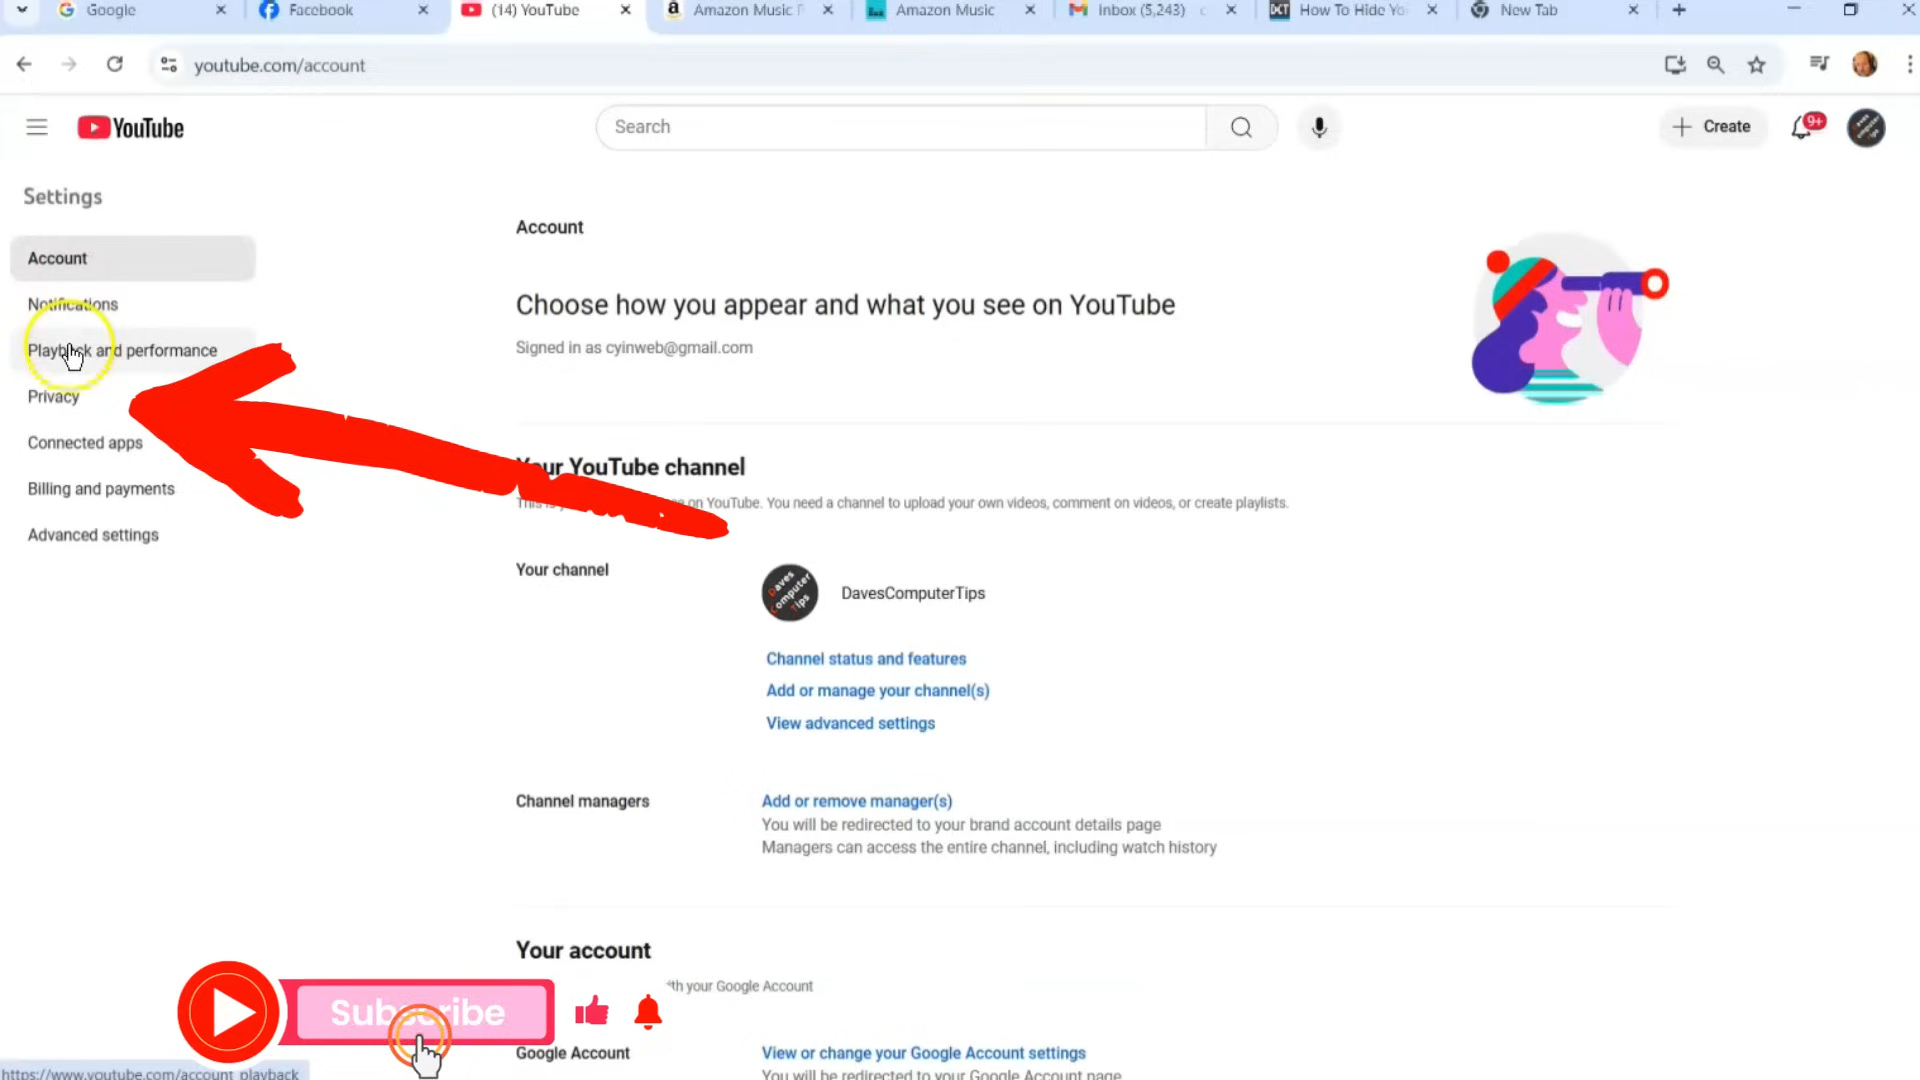 Google
Facebook
(14) YouTube
Amazon Music
Amazon Music
Inbox (5,243)
DCT How To Hide Yo
New Tab
youtube.com/account
YouTube
Search
Create
9+
Settings
Account
Notifications
Playback and performance
Privacy
Connected apps
Billing and payments
Advanced settings
Account
Choose how you appear and what you see on YouTube
Signed in as cyinweb@gmail.com
Your YouTube channel
on YouTube. You need a channel to upload your own videos, comment on videos, or create playlists.
Your channel
Daves Computer Tips
DavesComputerTips
Channel status and features
Add or manage your channel(s)
View advanced settings
Channel managers
Add or remove manager(s)
You will be redirected to your brand account details page
Managers can access the entire channel, including watch history
Your account
with your Google Account
Subscribe
Google Account
View or change your Google Account settings
You will be redirected to your Google Account page
https://www.youtube.com/account_playback